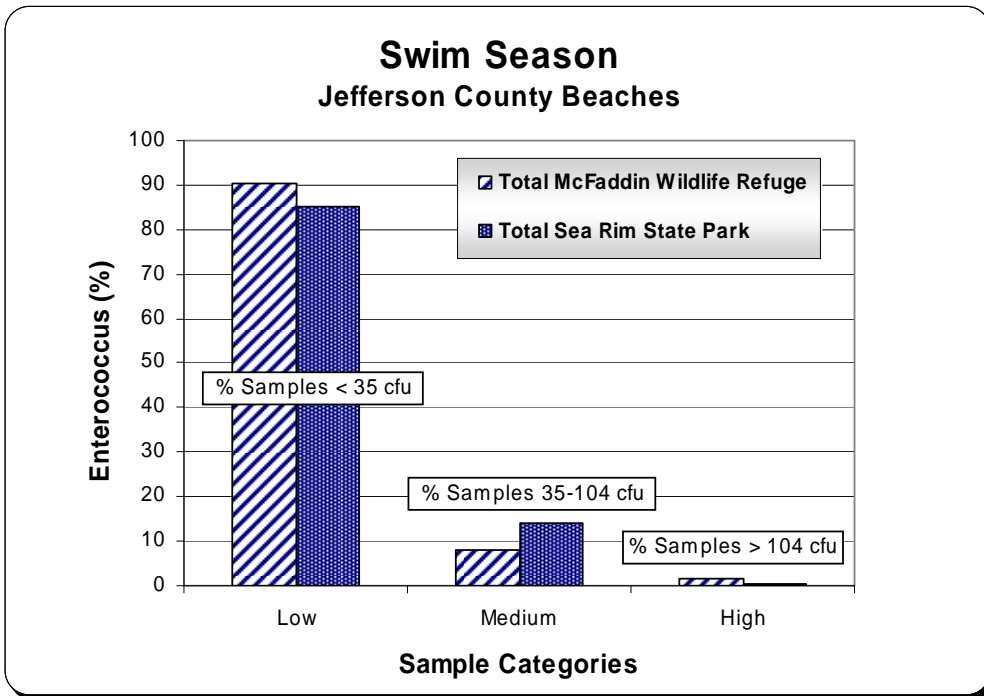 Swim Season
Jefferson County Beaches
100
90
80
70
60
50
40
30
20
10
0
Enterococcus (%)
Total McFaddin Wildlife Refuge
Total Sea Rim State Park
% Samples < 35 cfu
% Samples 35-104 cfu
% Samples > 104 cfu
Low Medium High
Sample Categories